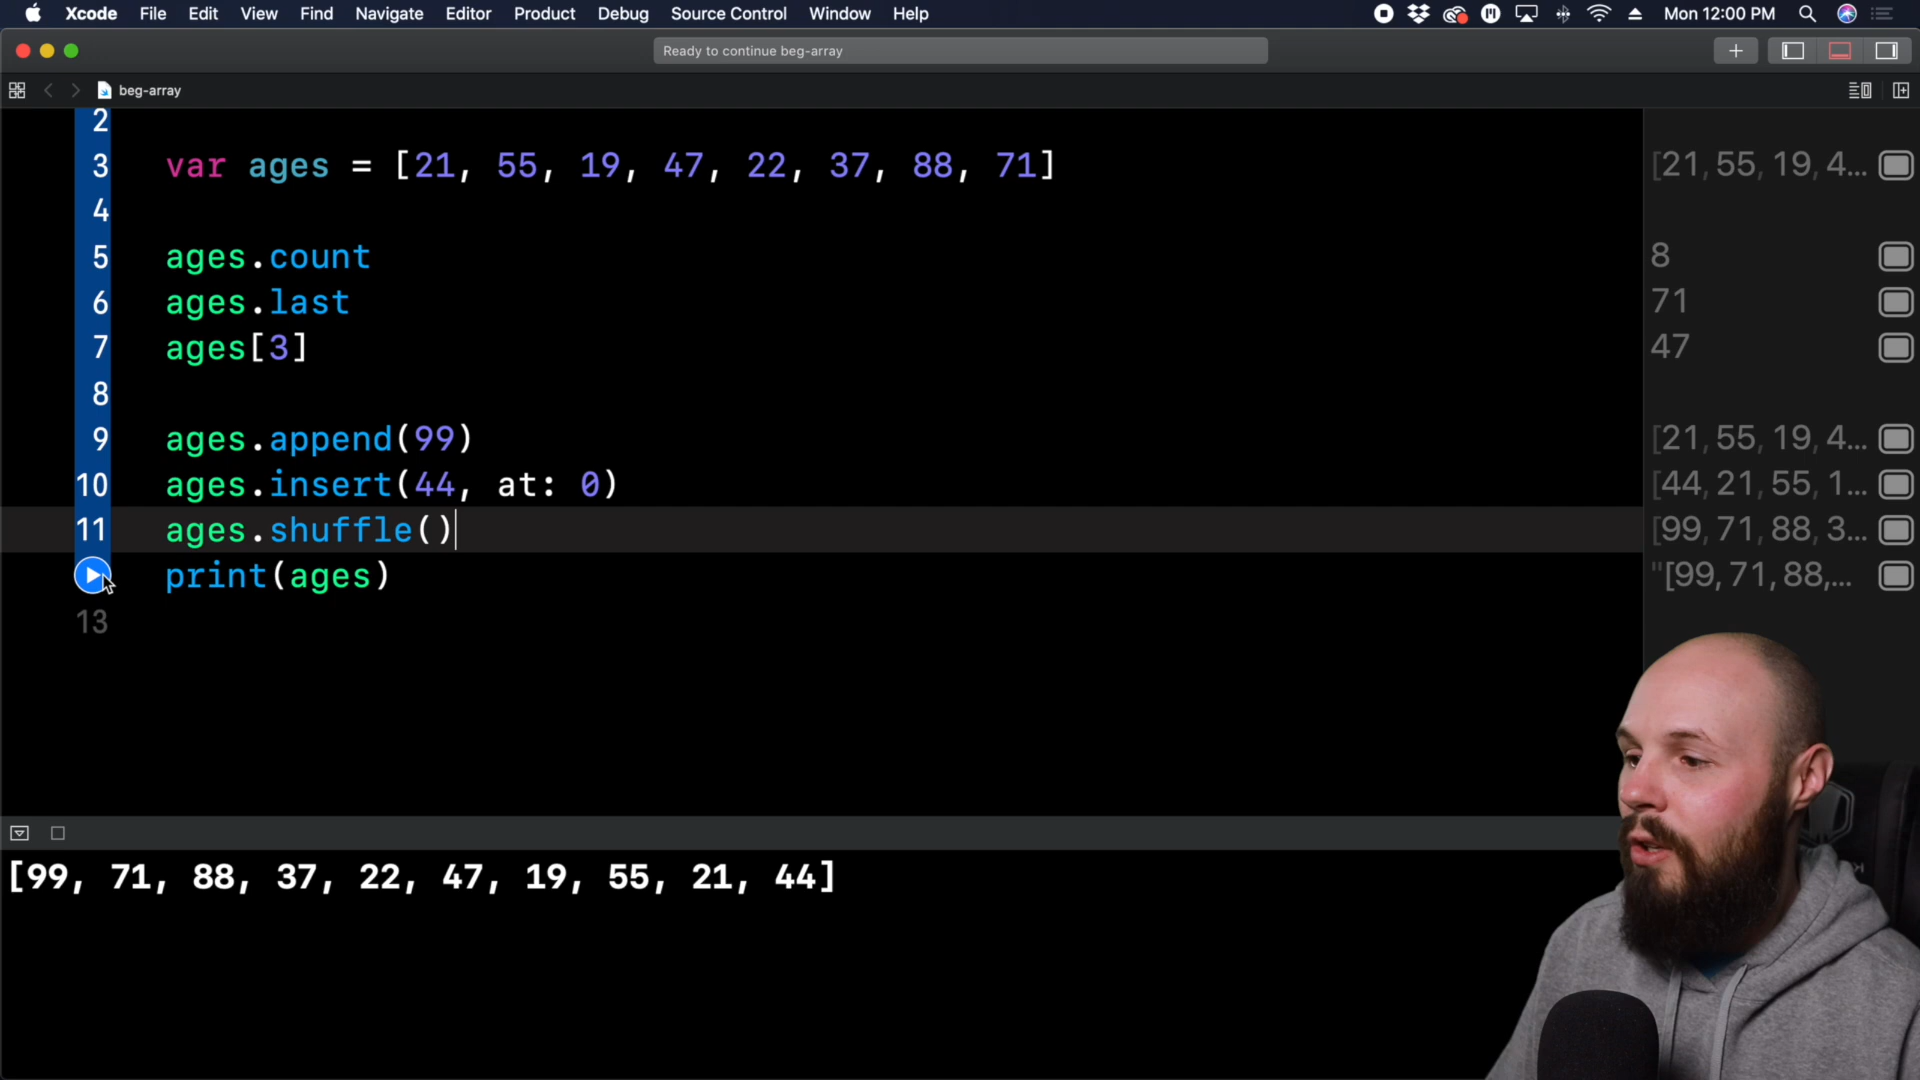 Xcode File Edit View Find Navigate Editor Product Debug Source Control Window Help Mon 12:00 PM
Ready to continue beg-array
beg-array
2
3 var ages = [21, 55, 19, 47, 22, 37, 88, 71] [21, 55, 19, 4...
4
5 ages.count 8
6 ages.last 71
7 ages[3] 47
8
9 ages.append(99) [21, 55, 19, 4...
10 ages.insert(44, at: 0) [44, 21, 55, 1...
11 ages.shuffle() [99, 71, 88, 3...
print(ages) "[99, 71, 88,...
13
[99, 71, 88, 37, 22, 47, 19, 55, 21, 44]